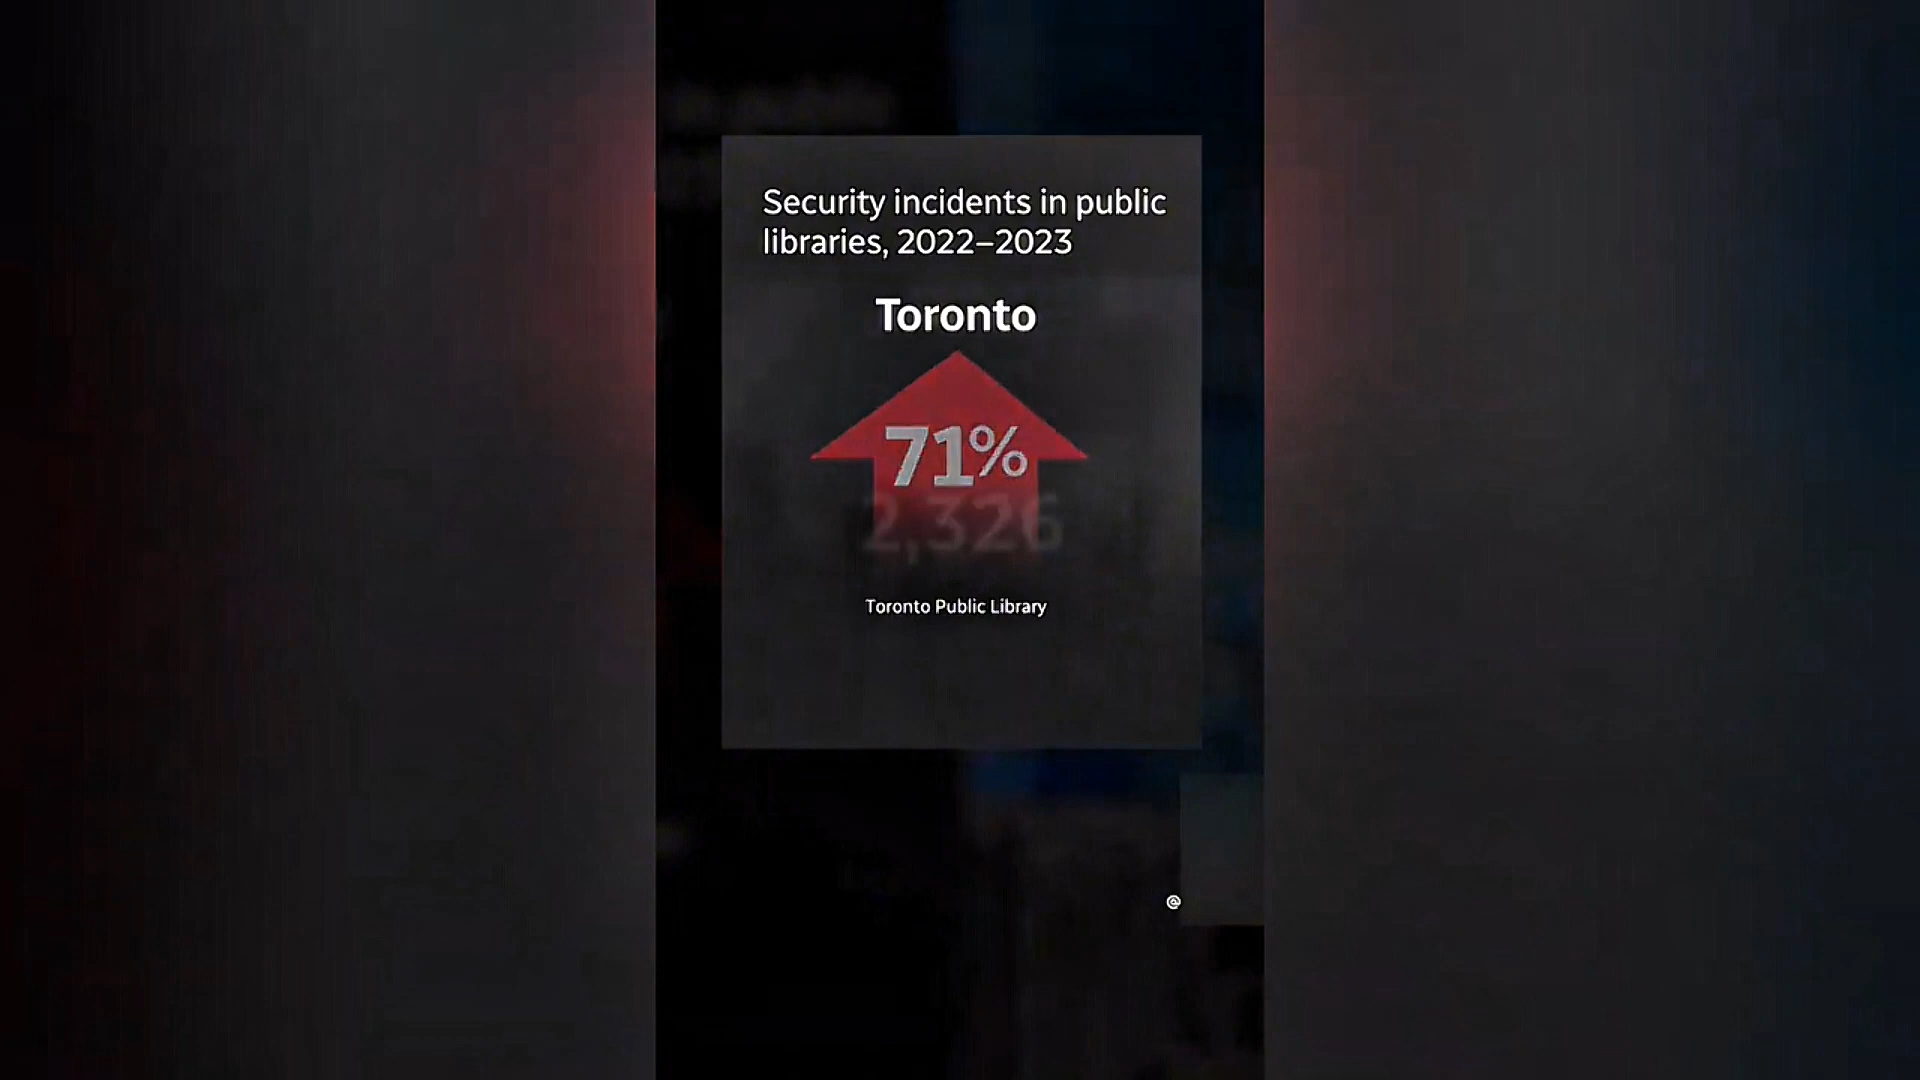 Security incidents in public
libraries, 2022–2023
Toronto
71%
2,326
Toronto Public Library
@